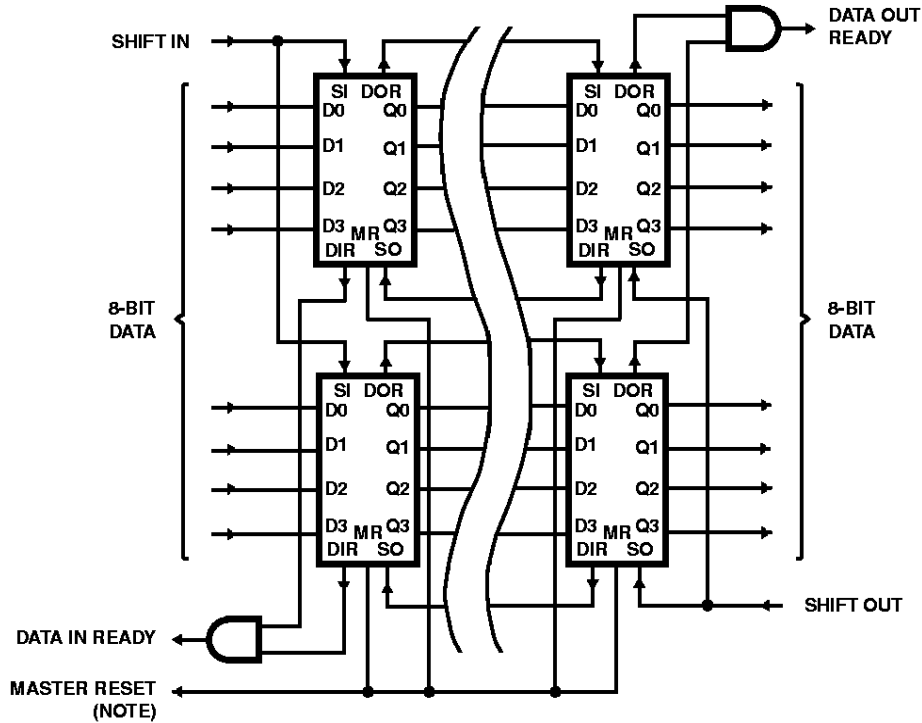 SHIFT IN
DATA OUT
READY
SI DOR
D0 Q0
D1 Q1
D2 Q2
D3 Q3
MR
DIR SO
SI DOR
D0 Q0
D1 Q1
D2 Q2
D3 Q3
MR
DIR SO
8-BIT
DATA
8-BIT
DATA
SI DOR
D0 Q0
D1 Q1
D2 Q2
D3 Q3
MR
DIR SO
SI DOR
D0 Q0
D1 Q1
D2 Q2
D3 Q3
MR
DIR SO
SHIFT OUT
DATA IN READY
MASTER RESET
(NOTE)